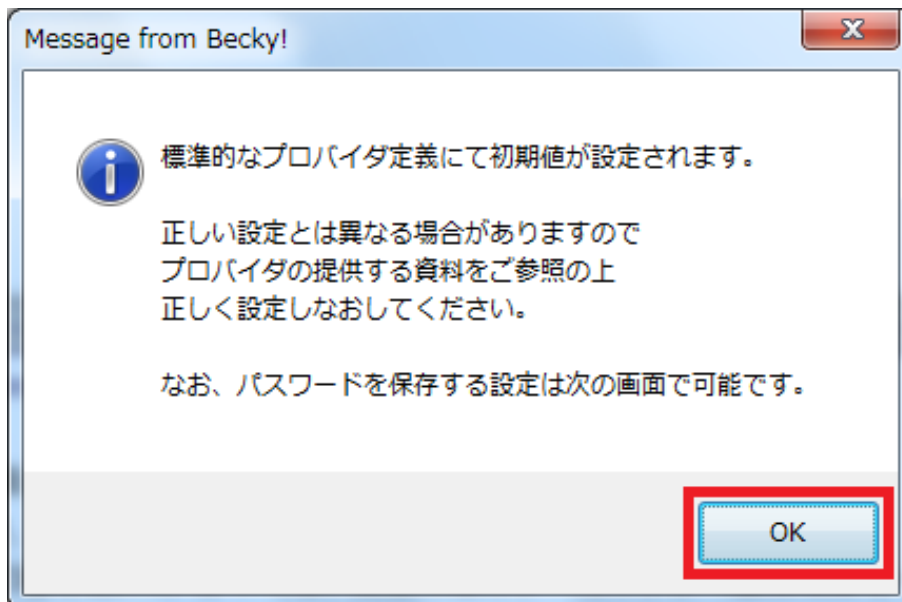 Message from Becky!
標準的なプロバイダ定義にて初期値が設定されます。
正しい設定とは異なる場合がありますので
プロバイダの提供する資料をご参照の上
正しく設定しなおしてください。
なお、パスワードを保存する設定は次の画面で可能です。
OK